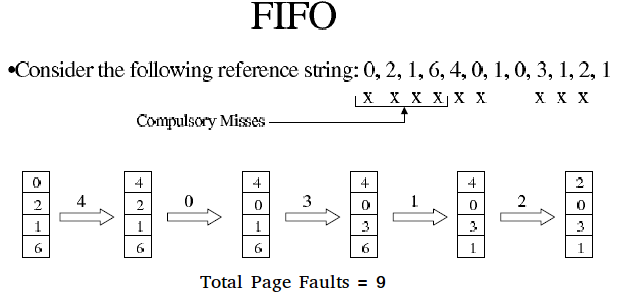 FIFO
•Consider the following reference string: 0, 2, 1, 6, 4, 0, 1, 0, 3, 1, 2, 1
x x x x x x x x x
Compulsory Misses
0 4 4 4 4 2
4 0 3 1 2
2 2 0 0 0 0
1 1 1 3 3 3
6 6 6 6 1 1
Total Page Faults = 9